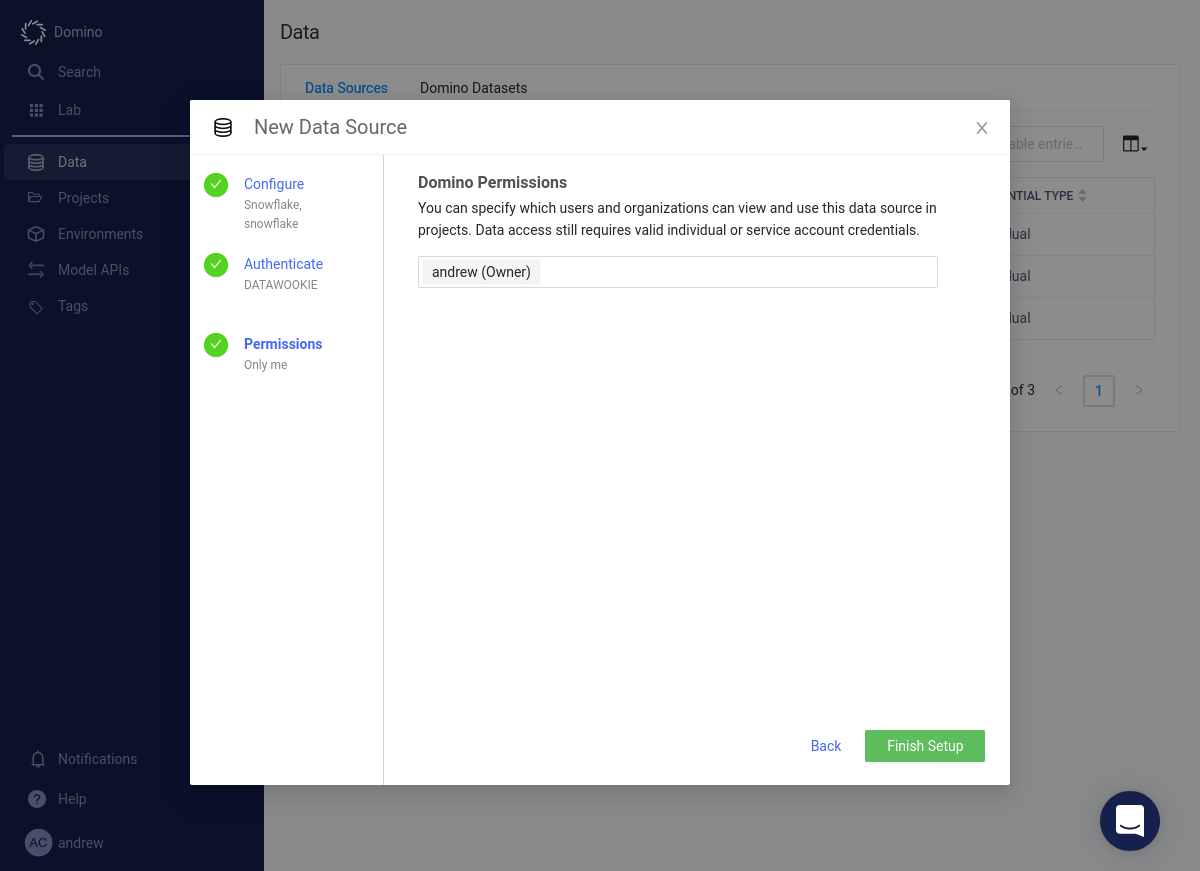 Domino
Search
Lab
Data
Projects
Environments
Model APIs
Tags
Notifications
Help
AC andrew
Data
Data Sources Domino Datasets
New Data Source
Configure
Snowflake,
snowflake
Authenticate
DATAWOOKIE
Permissions
Only me
Domino Permissions
You can specify which users and organizations can view and use this data source in
projects. Data access still requires valid individual or service account credentials.
andrew (Owner)
Back Finish Setup
able entrie...
NTIAL TYPE
dual
dual
dual
of 3 < 1 >